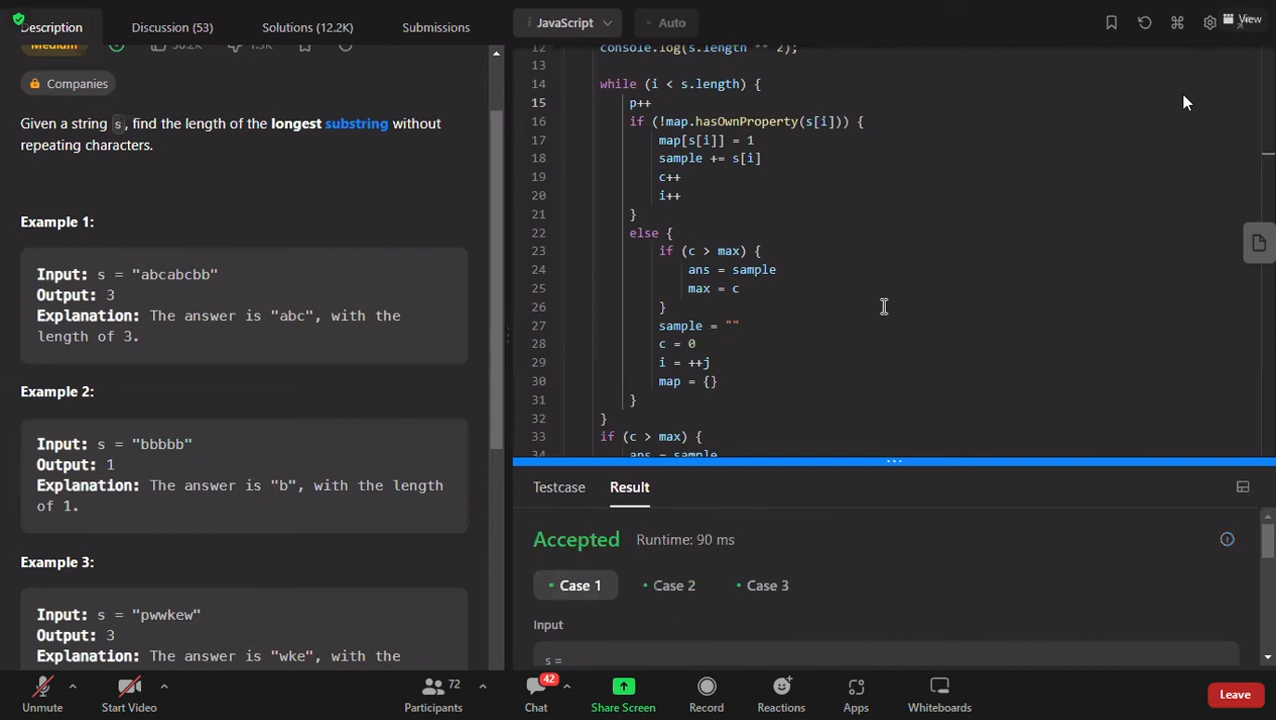 Description
Discussion (53)
Solutions (12.2K)
Submissions
JavaScript
Auto
View
Medium
Companies
Given a string s, find the length of the longest substring without
repeating characters.
Example 1:
Input: s = "abcabcbb"
Output: 3
Explanation: The answer is "abc", with the
length of 3.
Example 2:
Input: s = "bbbbb"
Output: 1
Explanation: The answer is "b", with the length
of 1.
Example 3:
Input: s = "pwwkew"
Output: 3
Explanation: The answer is "wke", with the
12 console.log(s.length ** 2);
13
14 while (i < s.length) {
15 p++
16 if (!map.hasOwnProperty(s[i])) {
17 map[s[i]] = 1
18 sample += s[i]
19 c++
20 i++
21 }
22 else {
23 if (c > max) {
24 ans = sample
25 max = c
26 }
27 sample = ""
28 c = 0
29 i = ++j
30 map = {}
31 }
32 }
33 if (c > max) {
34 ans = sample
Testcase
Result
Accepted
Runtime: 90 ms
Case 1
Case 2
Case 3
Input
s =
Unmute
Start Video
72
Participants
42
Chat
Share Screen
Record
Reactions
Apps
Whiteboards
Leave